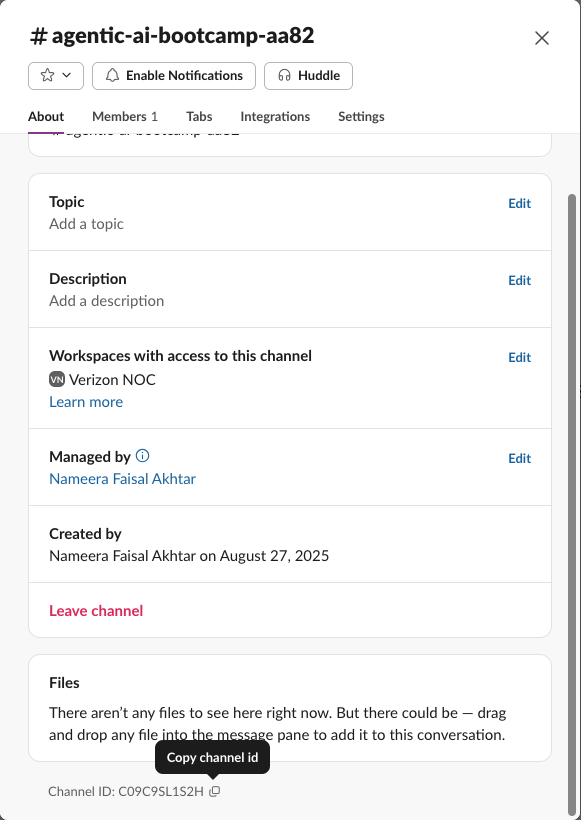 # agentic-ai-bootcamp-aa82
Enable Notifications
Huddle
About
Members 1
Tabs
Integrations
Settings
# agentic-ai-bootcamp-aa82
Topic
Edit
Add a topic
Description
Edit
Add a description
Workspaces with access to this channel
Edit
VN Verizon NOC
Learn more
Managed by
Edit
Nameera Faisal Akhtar
Created by
Nameera Faisal Akhtar on August 27, 2025
Leave channel
Files
There aren’t any files to see here right now. But there could be — drag
and drop any file into the message pane to add it to this conversation.
Copy channel id
Channel ID: C09C9SL1S2H